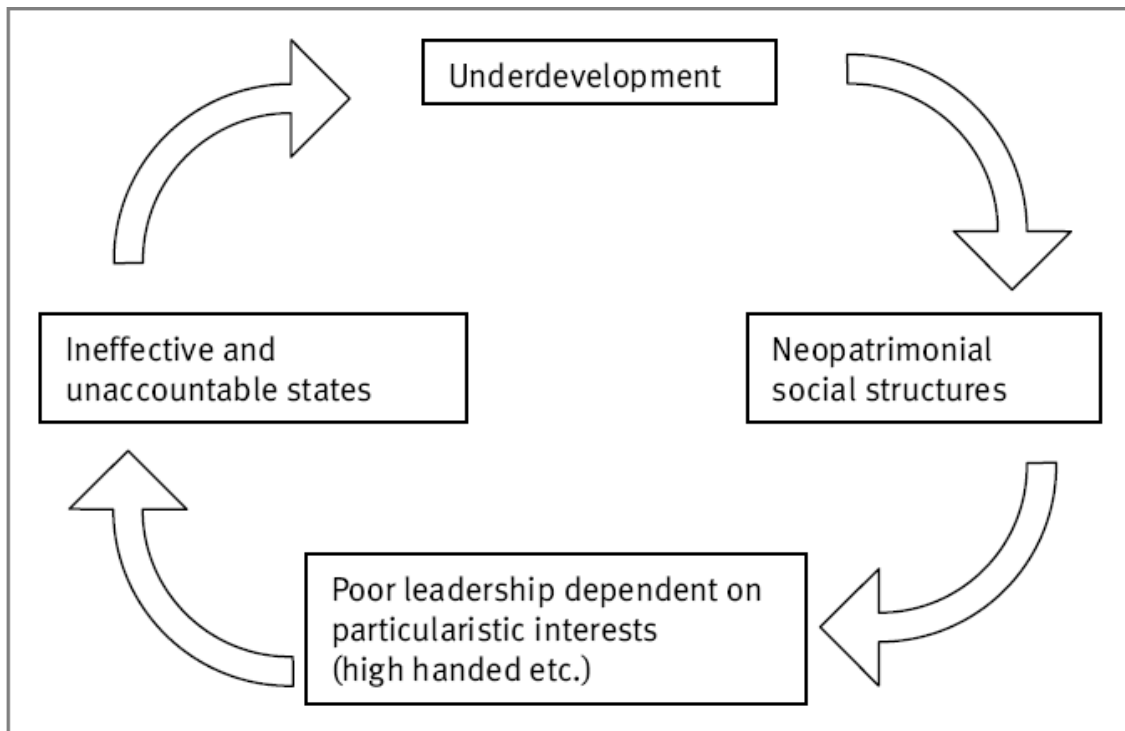 Underdevelopment
Ineffective and
unaccountable states
Neopatrimonial
social structures
Poor leadership dependent on
particularistic interests
(high handed etc.)